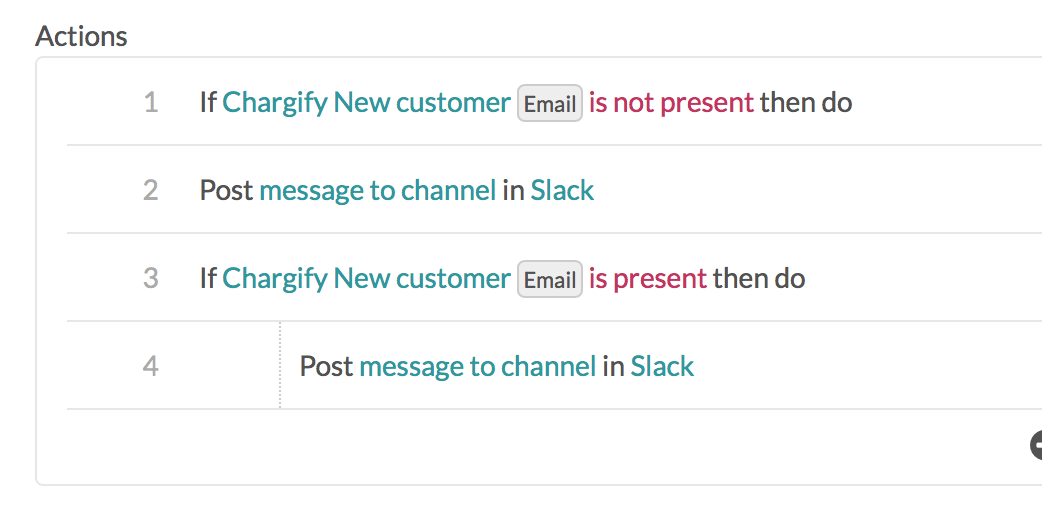 Actions
1 If Chargify New customer Email is not present then do
2 Post message to channel in Slack
3 If Chargify New customer Email is present then do
4 Post message to channel in Slack